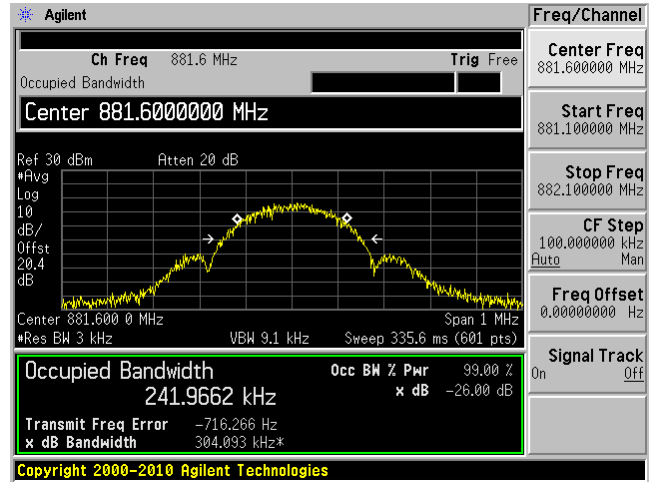 Agilent
Freq/Channel
Ch Freq 881.6 MHz Trig Free
Occupied Bandwidth
Center 881.6000000 MHz
Ref 30 dBm Atten 20 dB
#Avg
Log
10
dB/
Offst
20.4
dB
Center 881.600 0 MHz Span 1 MHz
#Res BW 3 kHz VBW 9.1 kHz Sweep 335.6 ms (601 pts)
Occupied Bandwidth
241.9662 kHz
Occ BW % Pwr 99.00 %
x dB -26.00 dB
Transmit Freq Error -716.266 Hz
x dB Bandwidth 304.093 kHz*
Copyright 2000-2010 Agilent Technologies
Center Freq
881.600000 MHz
Start Freq
881.100000 MHz
Stop Freq
882.100000 MHz
CF Step
100.000000 kHz
Auto Man
Freq Offset
0.00000000 Hz
Signal Track
On Off